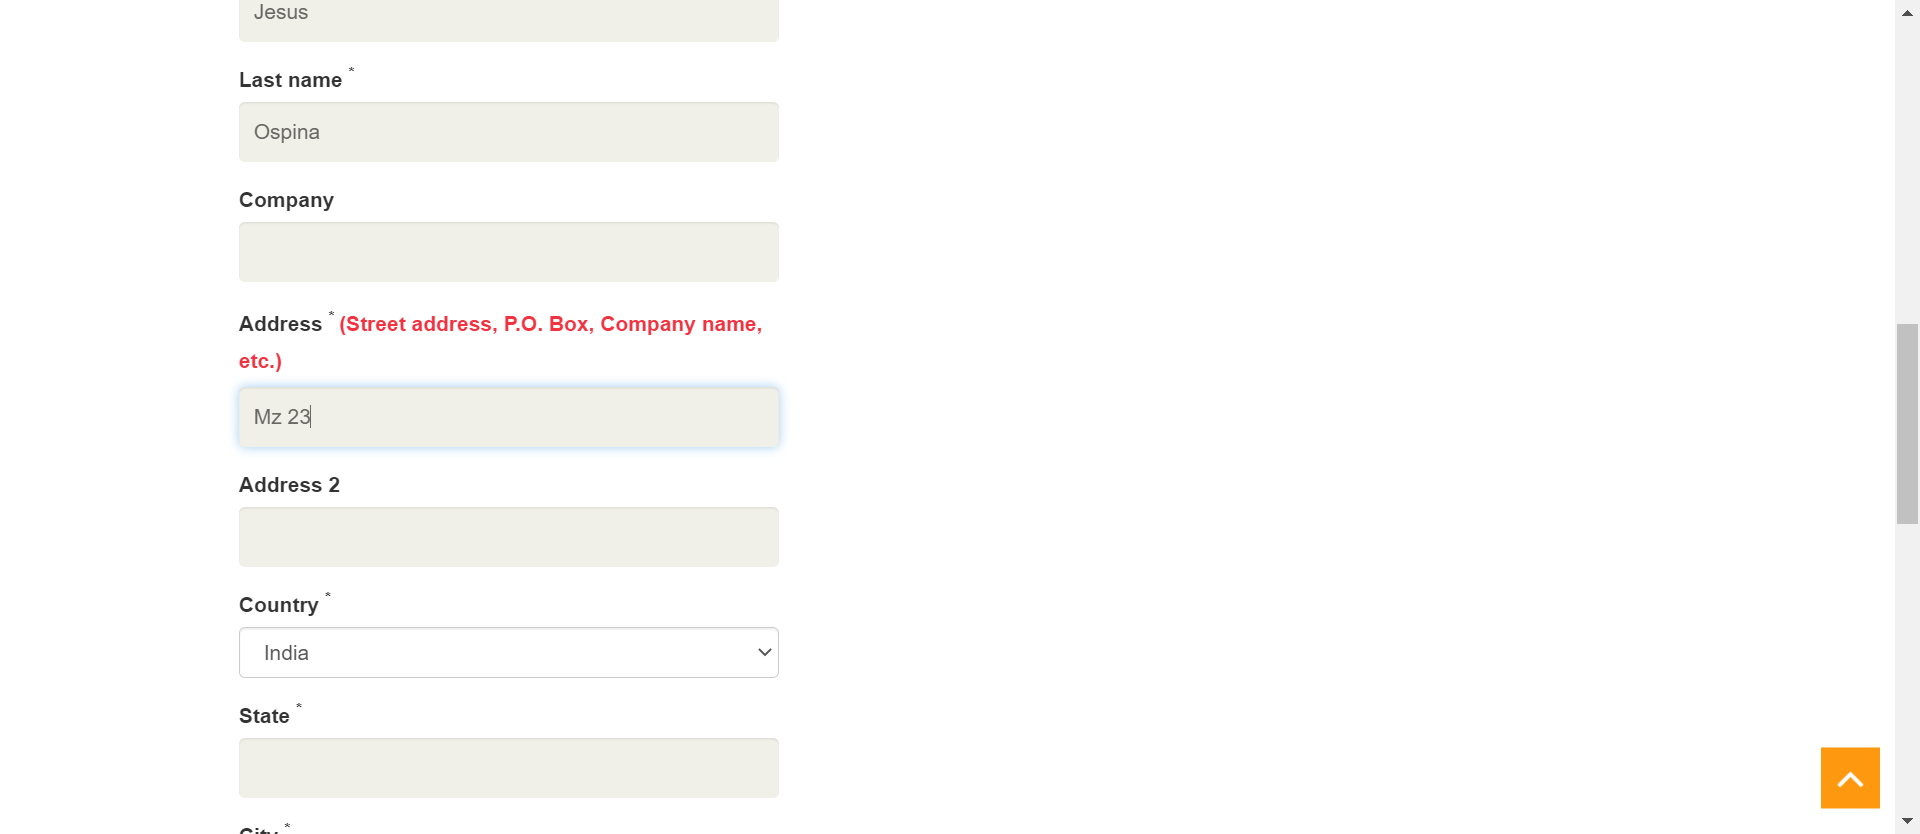 Jesus
Last name *
Ospina
Company
Address * (Street address, P.O. Box, Company name,
etc.)
Mz 23
Address 2
Country *
India
State *
City *